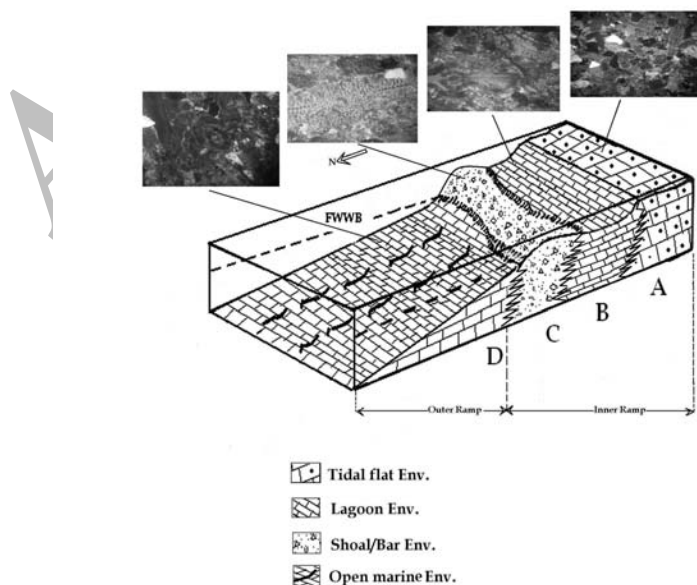 N
FWWB
A
B
C
D
Outer Ramp
Inner Ramp
Tidal flat Env.
Lagoon Env.
Shoal/Bar Env.
Open marine Env.